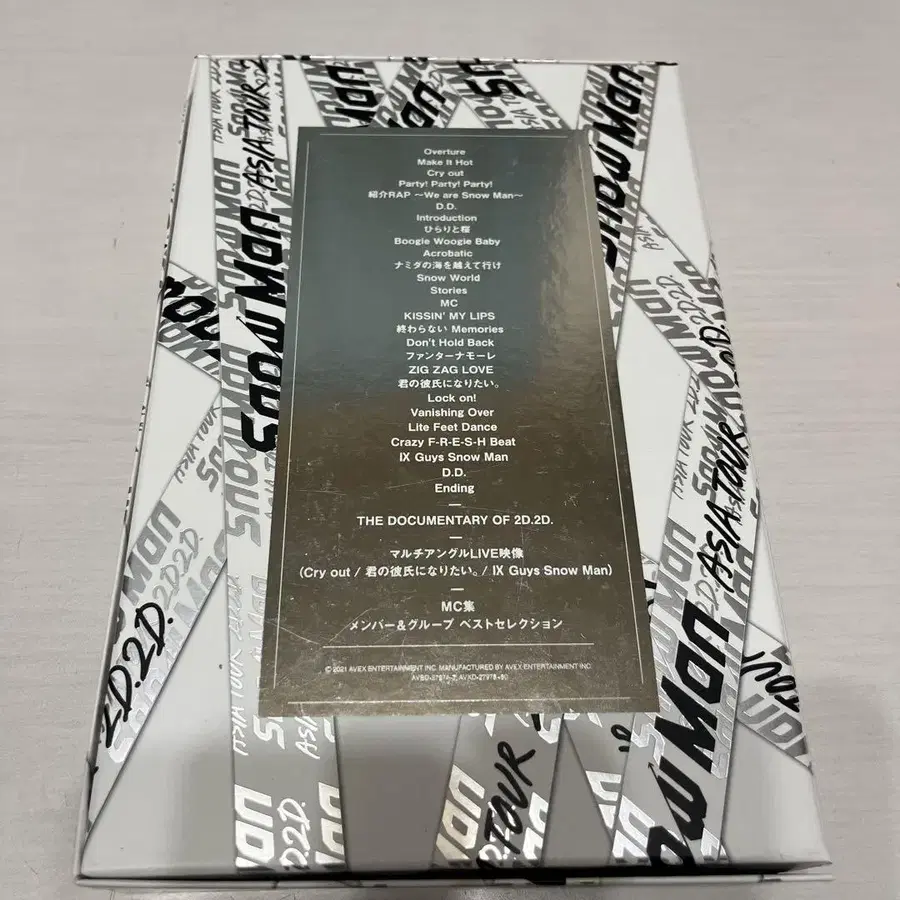 Overture
Make It Hot
Cry out
Party! Party! Party!
紹介RAP ～We are Snow Man～
D.D.
Introduction
ひらりと桜
Boogie Woogie Baby
Acrobatic
ナミダの海を越えて行け
Snow World
Stories
MC
KISSIN' MY LIPS
終わらない Memories
Don't Hold Back
ファンターナモーレ
ZIG ZAG LOVE
君の彼氏になりたい。
Lock on!
Vanishing Over
Lite Feet Dance
Crazy F-R-E-S-H Beat
IX Guys Snow Man
D.D.
Ending
THE DOCUMENTARY OF 2D.2D.
マルチアングルLIVE映像
(Cry out / 君の彼氏になりたい。/ IX Guys Snow Man)
MC集
メンバー＆グループ ベストセレクション
© 2021 AVEX ENTERTAINMENT INC. MANUFACTURED BY AVEX ENTERTAINMENT INC.
Snow Man
ASIA TOUR
2D.2D.
Snow Man
ASIA TOUR
2D.2D.
Snow Man